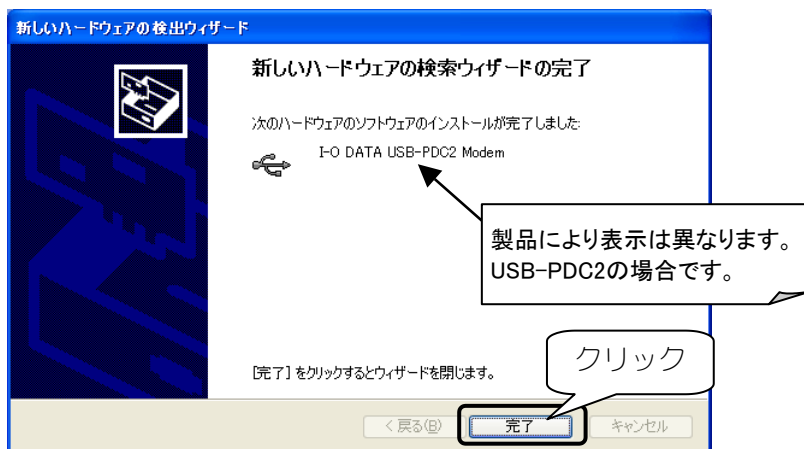 新しいハードウェアの検出ウィザード
新しいハードウェアの検索ウィザードの完了
次のハードウェアのソフトウェアのインストールが完了しました:
I-O DATA USB-PDC2 Modem
製品により表示は異なります。
USB-PDC2の場合です。
クリック
[完了] をクリックするとウィザードを閉じます。
< 戻る(B) 完了 キャンセル